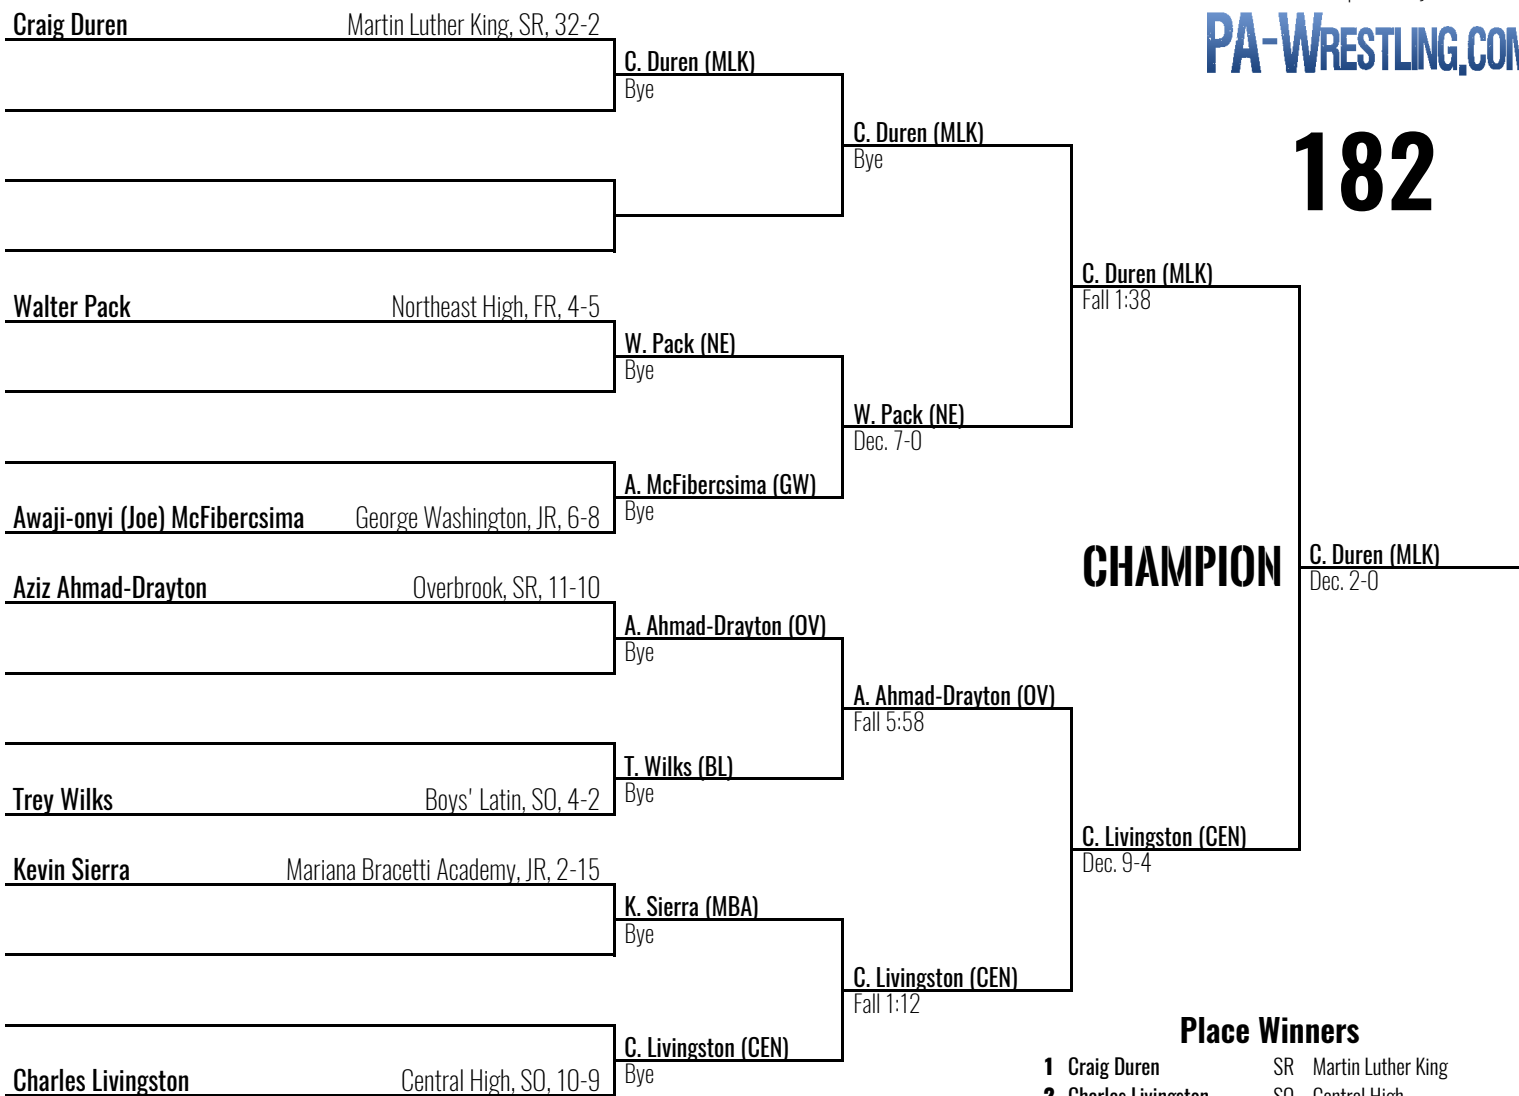 PA-WRESTLING.COM
182
Craig Duren Martin Luther King, SR, 32-2
C. Duren (MLK)
Bye
C. Duren (MLK)
Bye
C. Duren (MLK)
Fall 1:38
Walter Pack Northeast High, FR, 4-5
W. Pack (NE)
Bye
W. Pack (NE)
Dec. 7-0
A. McFibercsima (GW)
Bye
Awaji-onyi (Joe) McFibercsima George Washington, JR, 6-8
CHAMPION
C. Duren (MLK)
Dec. 2-0
Aziz Ahmad-Drayton Overbrook, SR, 11-10
A. Ahmad-Drayton (OV)
Bye
A. Ahmad-Drayton (OV)
Fall 5:58
T. Wilks (BL)
Bye
Trey Wilks Boys' Latin, SO, 4-2
C. Livingston (CEN)
Dec. 9-4
Kevin Sierra Mariana Bracetti Academy, JR, 2-15
K. Sierra (MBA)
Bye
C. Livingston (CEN)
Fall 1:12
C. Livingston (CEN)
Bye
Charles Livingston Central High, SO, 10-9
Place Winners
1 Craig Duren SR Martin Luther King
2 Charles Livingston SO Central High